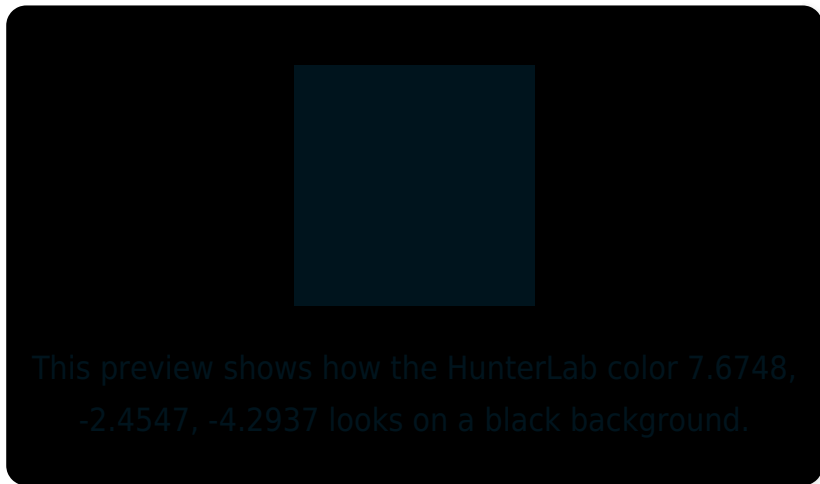 This preview shows how the HunterLab color 7.6748,
-2.4547, -4.2937 looks on a black background.